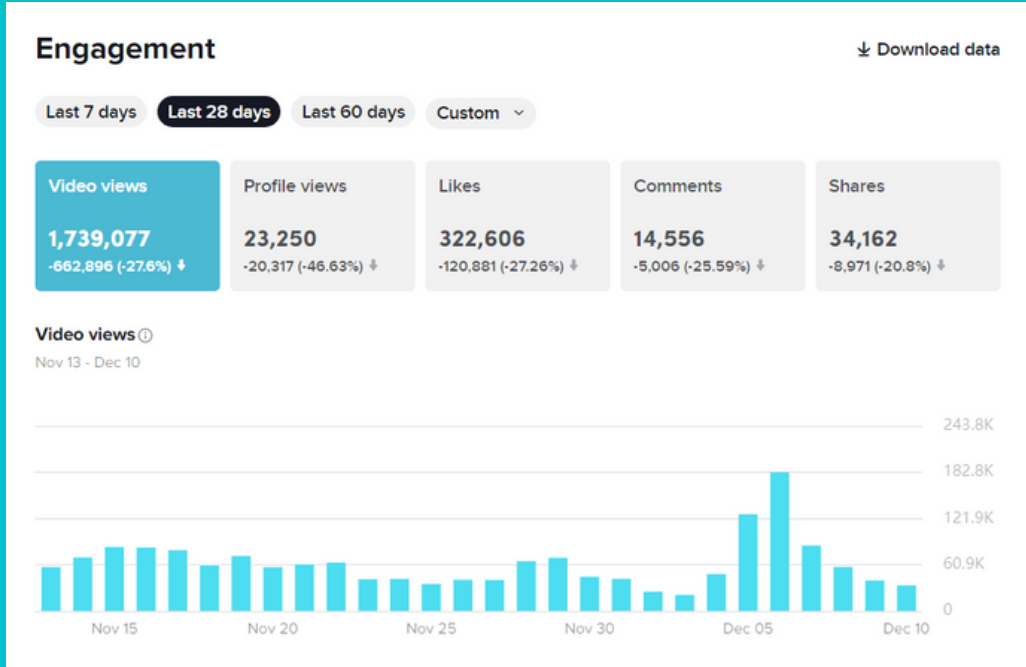 Engagement
Download data
Last 7 days Last 28 days Last 60 days Custom
Video views Profile views Likes Comments Shares
1,739,077 23,250 322,606 14,556 34,162
-662,896 (-27.6%) -20,317 (-46.63%) -120,881 (-27.26%) -5,006 (-25.59%) -8,971 (-20.8%)
Video views
Nov 13 - Dec 10
243.8K
182.8K
121.9K
60.9K
0
Nov 15 Nov 20 Nov 25 Nov 30 Dec 05 Dec 10